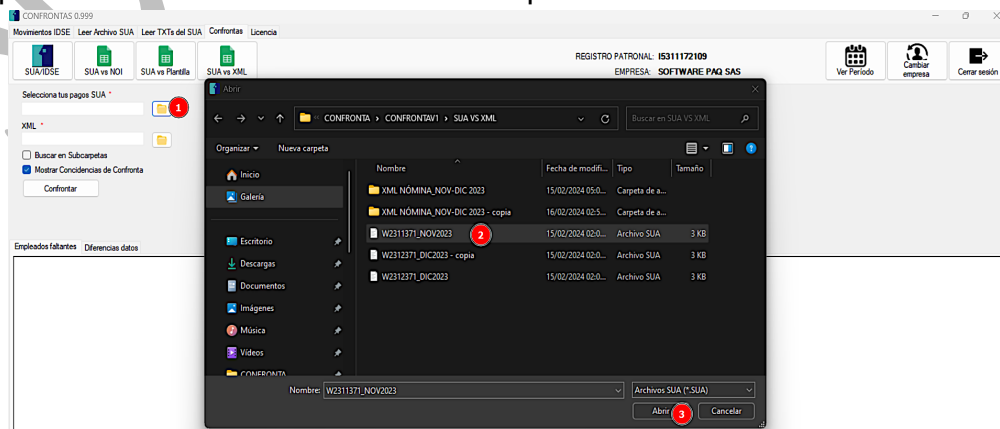 CONFRONTAS 0.999
Movimientos IDSE Leer Archivo SUA Leer TXTs del SUA Confrontas Licencia
SUA/IDSE SUA vs NOI SUA vs Plantilla SUA vs XML
REGISTRO PATRONAL: I5311172109
EMPRESA: SOFTWARE PAQ SAS
Ver Período Cambiar empresa Cerrar sesión
Selecciona tus pagos SUA *
1
XML *
Buscar en Subcarpetas
Mostrar Concidencias de Confronta
Confrontar
Empleados faltantes Diferencias datos
Abrir
CONFRONTA › CONFRONTAV1 › SUA VS XML
Buscar en SUA VS XML
Organizar Nueva carpeta
Inicio
Galería
Escritorio
Descargas
Documentos
Imágenes
Música
Vídeos
CONFRONTA
Nombre Fecha de modifi... Tipo Tamaño
XML NÓMINA_NOV-DIC 2023 15/02/2024 05:0... Carpeta de a...
XML NÓMINA_NOV-DIC 2023 - copia 16/02/2024 02:5... Carpeta de a...
W2311371_NOV2023 2 15/02/2024 02:0... Archivo SUA 3 KB
W2312371_DIC2023 - copia 15/02/2024 02:0... Archivo SUA 3 KB
W2312371_DIC2023 15/02/2024 02:0... Archivo SUA 3 KB
Nombre: W2311371_NOV2023 Archivos SUA (*.SUA)
Abrir 3 Cancelar